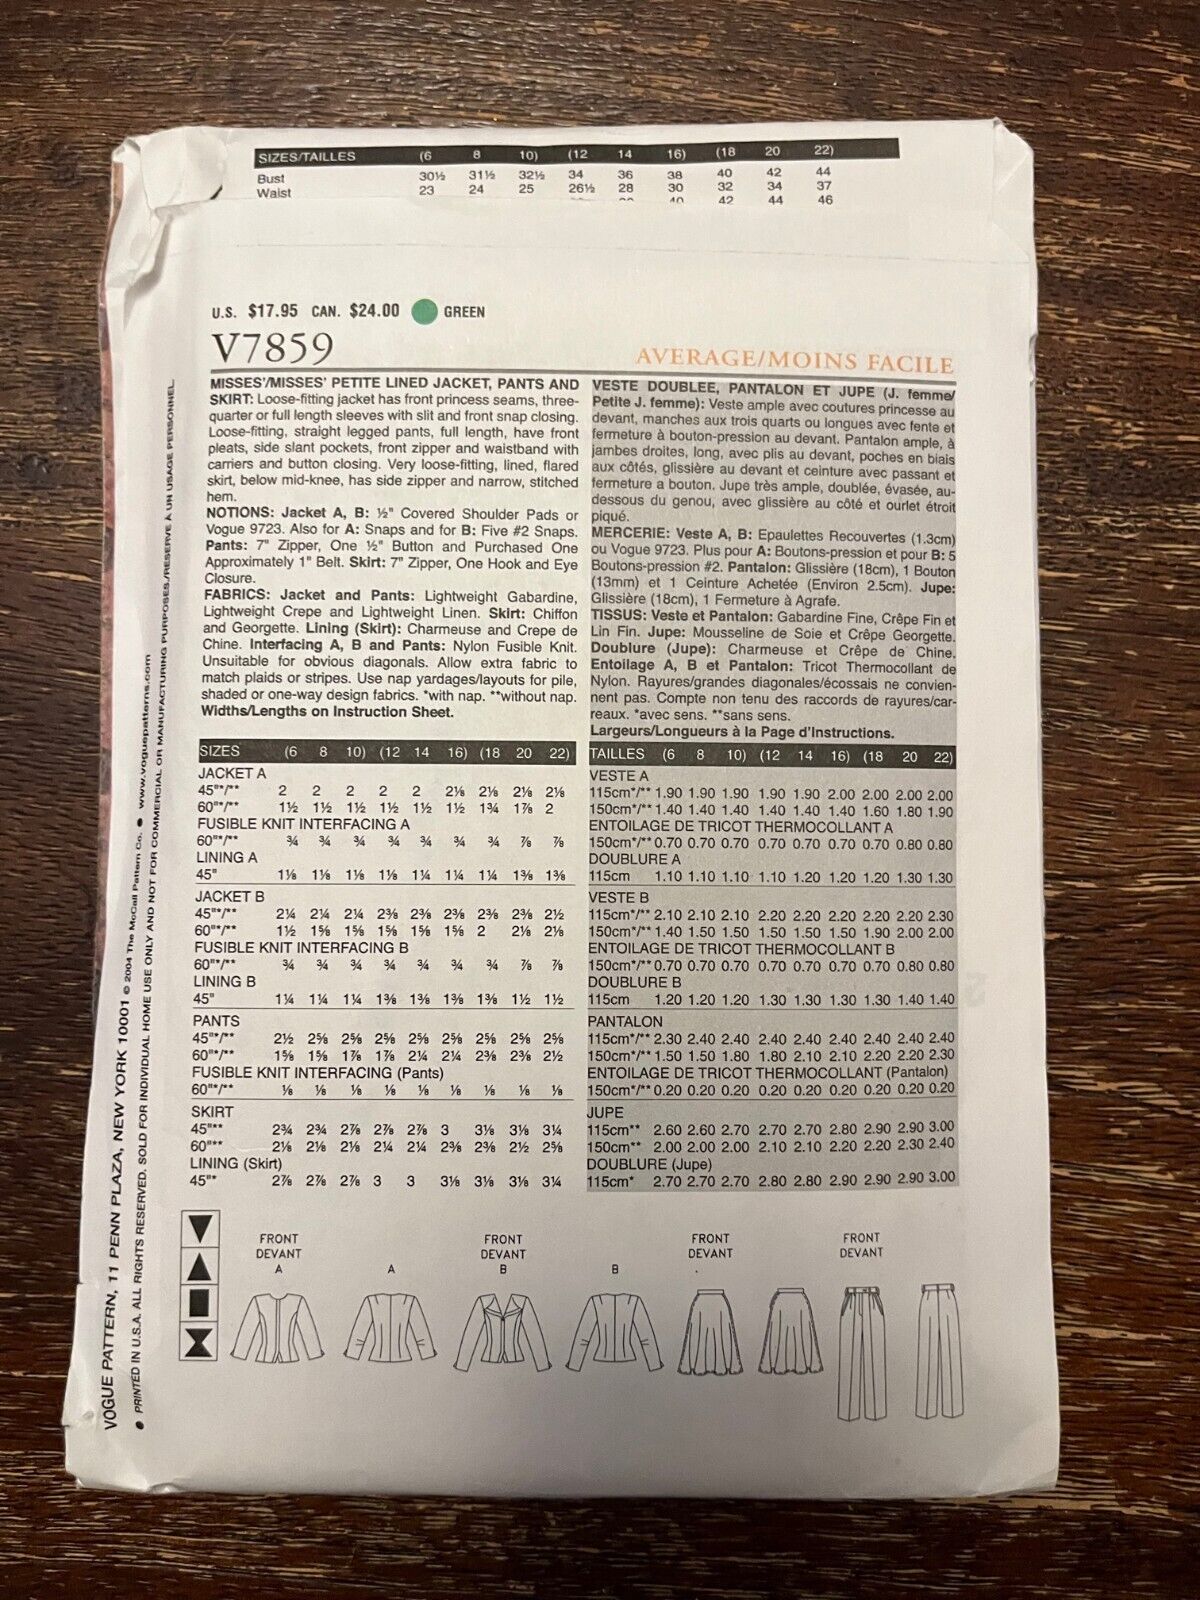 SIZES/TAILLES (6 8 10) (12 14 16) (18 20 22)
Bust 30½ 31½ 32½ 34 36 38 40 42 44
Waist 23 24 25 26½ 28 30 32 34 37
40 42 44 46
U.S. $17.95 CAN. $24.00 GREEN
V7859
AVERAGE/MOINS FACILE
MISSES'/MISSES' PETITE LINED JACKET, PANTS AND
SKIRT: Loose-fitting jacket has front princess seams, three-
quarter or full length sleeves with slit and front snap closing.
Loose-fitting, straight legged pants, full length, have front
pleats, side slant pockets, front zipper and waistband with
carriers and button closing. Very loose-fitting, lined, flared
skirt, below mid-knee, has side zipper and narrow, stitched
hem.
NOTIONS: Jacket A, B: ½" Covered Shoulder Pads or
Vogue 9723. Also for A: Snaps and for B: Five #2 Snaps.
Pants: 7" Zipper, One ½" Button and Purchased One
Approximately 1" Belt. Skirt: 7" Zipper, One Hook and Eye
Closure.
FABRICS: Jacket and Pants: Lightweight Gabardine,
Lightweight Crepe and Lightweight Linen. Skirt: Chiffon
and Georgette. Lining (Skirt): Charmeuse and Crepe de
Chine. Interfacing A, B and Pants: Nylon Fusible Knit.
Unsuitable for obvious diagonals. Allow extra fabric to
match plaids or stripes. Use nap yardages/layouts for pile,
shaded or one-way design fabrics. *with nap. **without nap.
Widths/Lengths on Instruction Sheet.
VESTE DOUBLEE, PANTALON ET JUPE (J. femme/
Petite J. femme): Veste ample avec coutures princesse au
devant, manches aux trois quarts ou longues avec fente et
fermeture à bouton-pression au devant. Pantalon ample, à
jambes droites, long, avec plis au devant, poches en biais
aux côtés, glissière au devant et ceinture avec passant et
fermeture a bouton. Jupe très ample, doublée, évasée, au-
dessous du genou, avec glissière au côté et ourlet étroit
piqué.
MERCERIE: Veste A, B: Epaulettes Recouvertes (1.3cm)
ou Vogue 9723. Plus pour A: Boutons-pression et pour B: 5
Boutons-pression #2. Pantalon: Glissière (18cm), 1 Bouton
(13mm) et 1 Ceinture Achetée (Environ 2.5cm). Jupe:
Glissière (18cm), 1 Fermeture à Agrafe.
TISSUS: Veste et Pantalon: Gabardine Fine, Crêpe Fin et
Lin Fin. Jupe: Mousseline de Soie et Crêpe Georgette.
Doublure (Jupe): Charmeuse et Crêpe de Chine.
Entoilage A, B et Pantalon: Tricot Thermocollant de
Nylon. Rayures/grandes diagonales/écossais ne convien-
nent pas. Compte non tenu des raccords de rayures/car-
reaux. *avec sens. **sans sens.
Largeurs/Longueurs à la Page d'Instructions.
SIZES (6 8 10) (12 14 16) (18 20 22)
JACKET A
45"*/** 2 2 2 2 2 2⅛ 2⅛ 2⅛ 2⅛
60"*/** 1½ 1½ 1½ 1½ 1½ 1½ 1¾ 1⅞ 2
FUSIBLE KNIT INTERFACING A
60"*/** ¾ ¾ ¾ ¾ ¾ ¾ ¾ ⅞ ⅞
LINING A
45" 1⅛ 1⅛ 1⅛ 1⅛ 1¼ 1¼ 1¼ 1⅜ 1⅜
JACKET B
45"*/** 2¼ 2¼ 2¼ 2⅜ 2⅜ 2⅜ 2⅜ 2⅜ 2½
60"*/** 1½ 1⅝ 1⅝ 1⅝ 1⅝ 1⅝ 2 2⅛ 2⅛
FUSIBLE KNIT INTERFACING B
60"*/** ¾ ¾ ¾ ¾ ¾ ¾ ¾ ⅞ ⅞
LINING B
45" 1¼ 1¼ 1¼ 1⅜ 1⅜ 1⅜ 1⅜ 1½ 1½
PANTS
45"*/** 2½ 2⅝ 2⅝ 2⅝ 2⅝ 2⅝ 2⅝ 2⅝ 2⅝
60"*/** 1⅝ 1⅝ 1⅞ 1⅞ 2¼ 2¼ 2⅜ 2⅜ 2½
FUSIBLE KNIT INTERFACING (Pants)
60"*/** ⅛ ⅛ ⅛ ⅛ ⅛ ⅛ ⅛ ⅛ ⅛
SKIRT
45"** 2¾ 2¾ 2⅞ 2⅞ 2⅞ 3 3⅛ 3⅛ 3¼
60"** 2⅛ 2⅛ 2⅛ 2¼ 2¼ 2⅜ 2⅜ 2½ 2⅝
LINING (Skirt)
45"* 2⅞ 2⅞ 2⅞ 3 3 3⅛ 3⅛ 3⅛ 3¼
TAILLES (6 8 10) (12 14 16) (18 20 22)
VESTE A
115cm*/** 1.90 1.90 1.90 1.90 1.90 2.00 2.00 2.00 2.00
150cm*/** 1.40 1.40 1.40 1.40 1.40 1.40 1.60 1.80 1.90
ENTOILAGE DE TRICOT THERMOCOLLANT A
150cm*/** 0.70 0.70 0.70 0.70 0.70 0.70 0.70 0.80 0.80
DOUBLURE A
115cm 1.10 1.10 1.10 1.10 1.20 1.20 1.20 1.30 1.30
VESTE B
115cm*/** 2.10 2.10 2.10 2.20 2.20 2.20 2.20 2.20 2.30
150cm*/** 1.40 1.50 1.50 1.50 1.50 1.50 1.90 2.00 2.00
ENTOILAGE DE TRICOT THERMOCOLLANT B
150cm*/** 0.70 0.70 0.70 0.70 0.70 0.70 0.70 0.80 0.80
DOUBLURE B
115cm 1.20 1.20 1.20 1.30 1.30 1.30 1.30 1.40 1.40
PANTALON
115cm*/** 2.30 2.40 2.40 2.40 2.40 2.40 2.40 2.40 2.40
150cm*/** 1.50 1.50 1.80 1.80 2.10 2.10 2.20 2.20 2.30
ENTOILAGE DE TRICOT THERMOCOLLANT (Pantalon)
150cm*/** 0.20 0.20 0.20 0.20 0.20 0.20 0.20 0.20 0.20
JUPE
115cm** 2.60 2.60 2.70 2.70 2.70 2.80 2.90 2.90 3.00
150cm** 2.00 2.00 2.00 2.10 2.10 2.20 2.20 2.30 2.40
DOUBLURE (Jupe)
115cm* 2.70 2.70 2.70 2.80 2.80 2.90 2.90 2.90 3.00
FRONT FRONT FRONT FRONT
DEVANT DEVANT DEVANT DEVANT
A A B B
VOGUE PATTERN, 11 PENN PLAZA, NEW YORK 10001 © 2004 The McCall Pattern Co. ● www.voguepatterns.com
● PRINTED IN U.S.A. ALL RIGHTS RESERVED. SOLD FOR INDIVIDUAL HOME USE ONLY AND NOT FOR COMMERCIAL OR MANUFACTURING PURPOSES./RESERVE À UN USAGE PERSONNEL.